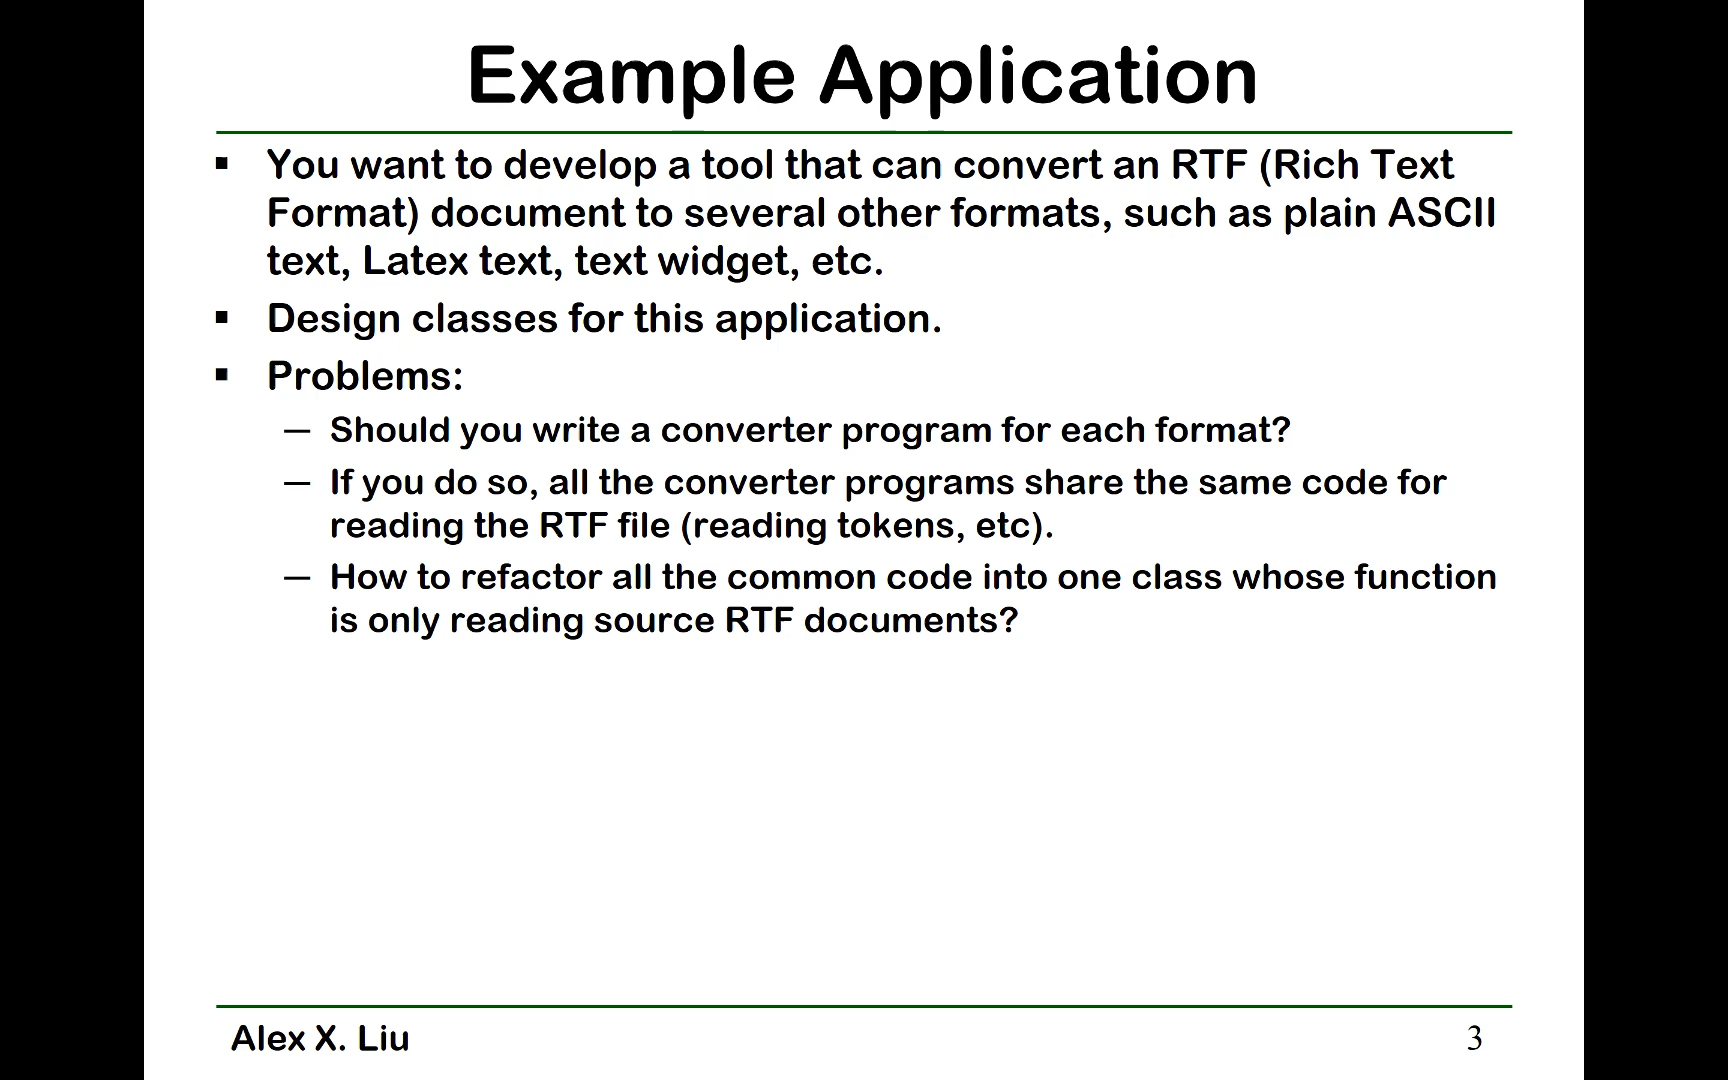 Example Application
▪ You want to develop a tool that can convert an RTF (Rich Text
Format) document to several other formats, such as plain ASCII
text, Latex text, text widget, etc.
▪ Design classes for this application.
▪ Problems:
— Should you write a converter program for each format?
— If you do so, all the converter programs share the same code for
reading the RTF file (reading tokens, etc).
— How to refactor all the common code into one class whose function
is only reading source RTF documents?
Alex X. Liu
3